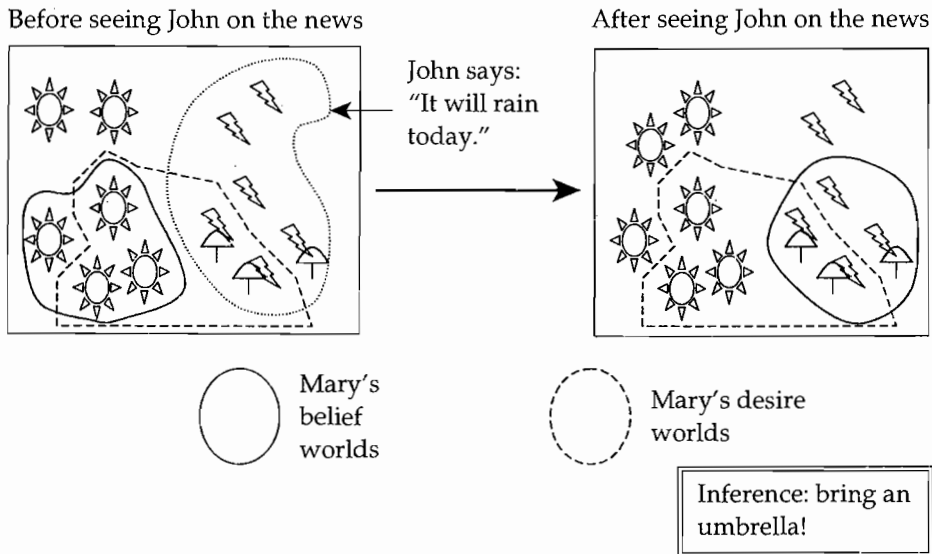 Before seeing John on the news
After seeing John on the news
John says:
"It will rain
today."
Mary's
belief
worlds
Mary's desire
worlds
Inference: bring an
umbrella!